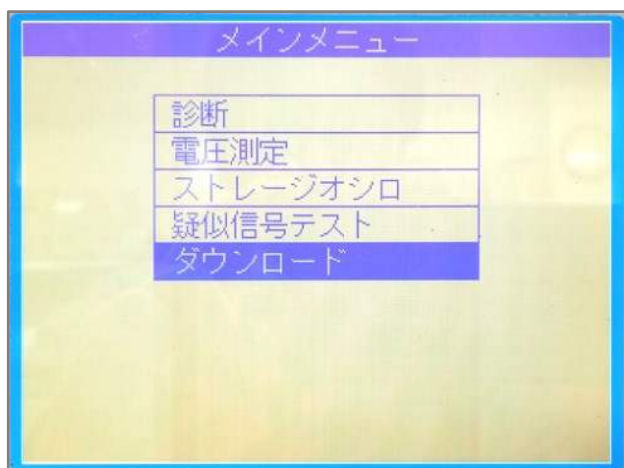 メインメニュー
診断
電圧測定
ストレージオシロ
疑似信号テスト
ダウンロード